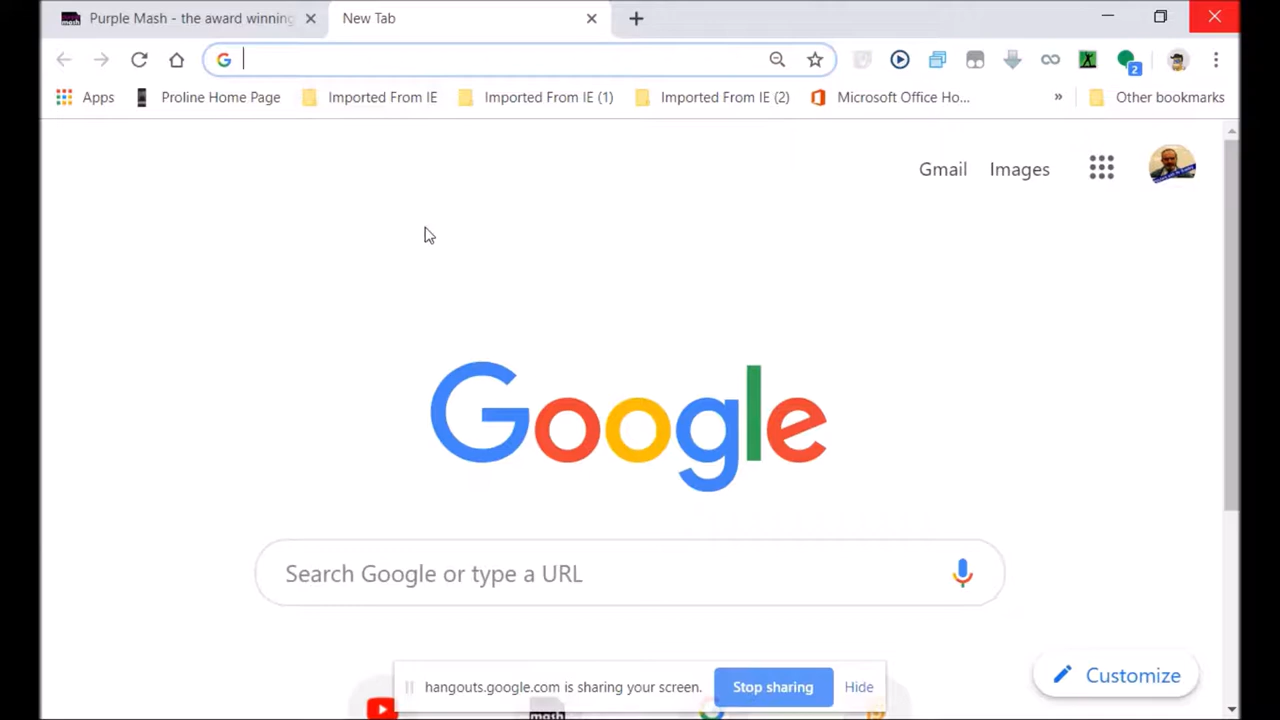 Purple Mash - the award winning
New Tab
2
Apps
Proline Home Page
Imported From IE
Imported From IE (1)
Imported From IE (2)
Microsoft Office Ho...
»
Other bookmarks
Gmail
Images
Google
Search Google or type a URL
Customize
hangouts.google.com is sharing your screen.
Stop sharing
Hide
mash